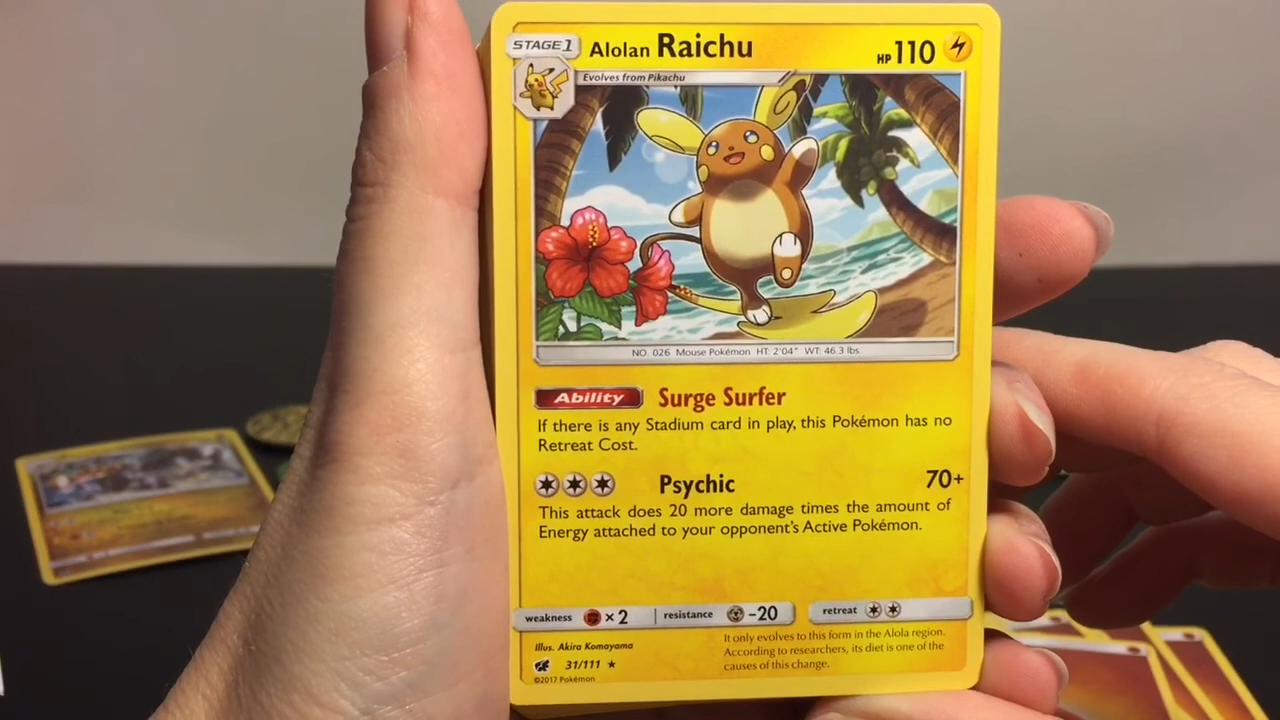 STAGE 1 Alolan Raichu HP 110
Evolves from Pikachu
NO. 026 Mouse Pokémon HT: 2'04" WT: 46.3 lbs.
Ability Surge Surfer
If there is any Stadium card in play, this Pokémon has no
Retreat Cost.
Psychic 70+
This attack does 20 more damage times the amount of
Energy attached to your opponent's Active Pokémon.
weakness ×2 resistance -20 retreat
Illus. Akira Komayama
31/111 ★
©2017 Pokémon
It only evolves to this form in the Alola region.
According to researchers, its diet is one of the
causes of this change.